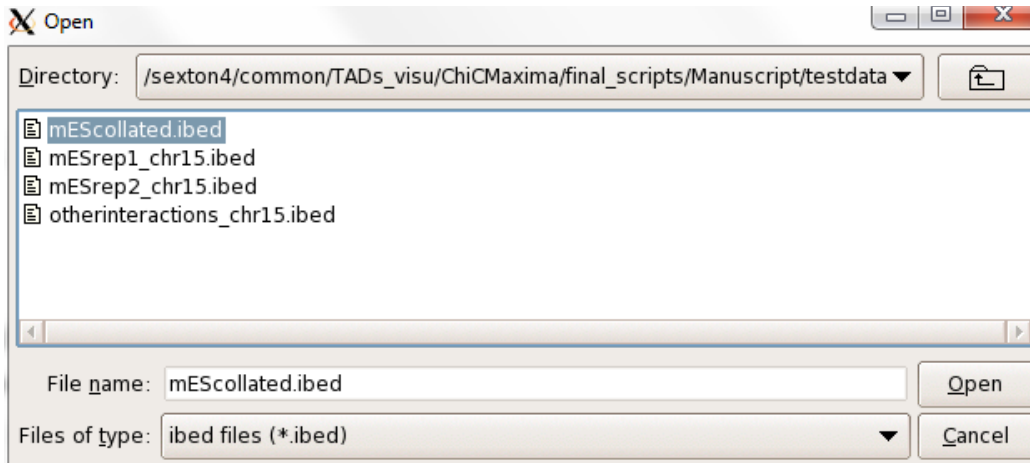 Open
Directory: /sexton4/common/TADs_visu/ChiCMaxima/final_scripts/Manuscript/testdata
mEScollated.ibed
mESrep1_chr15.ibed
mESrep2_chr15.ibed
otherinteractions_chr15.ibed
File name: mEScollated.ibed Open
Files of type: ibed files (*.ibed) Cancel